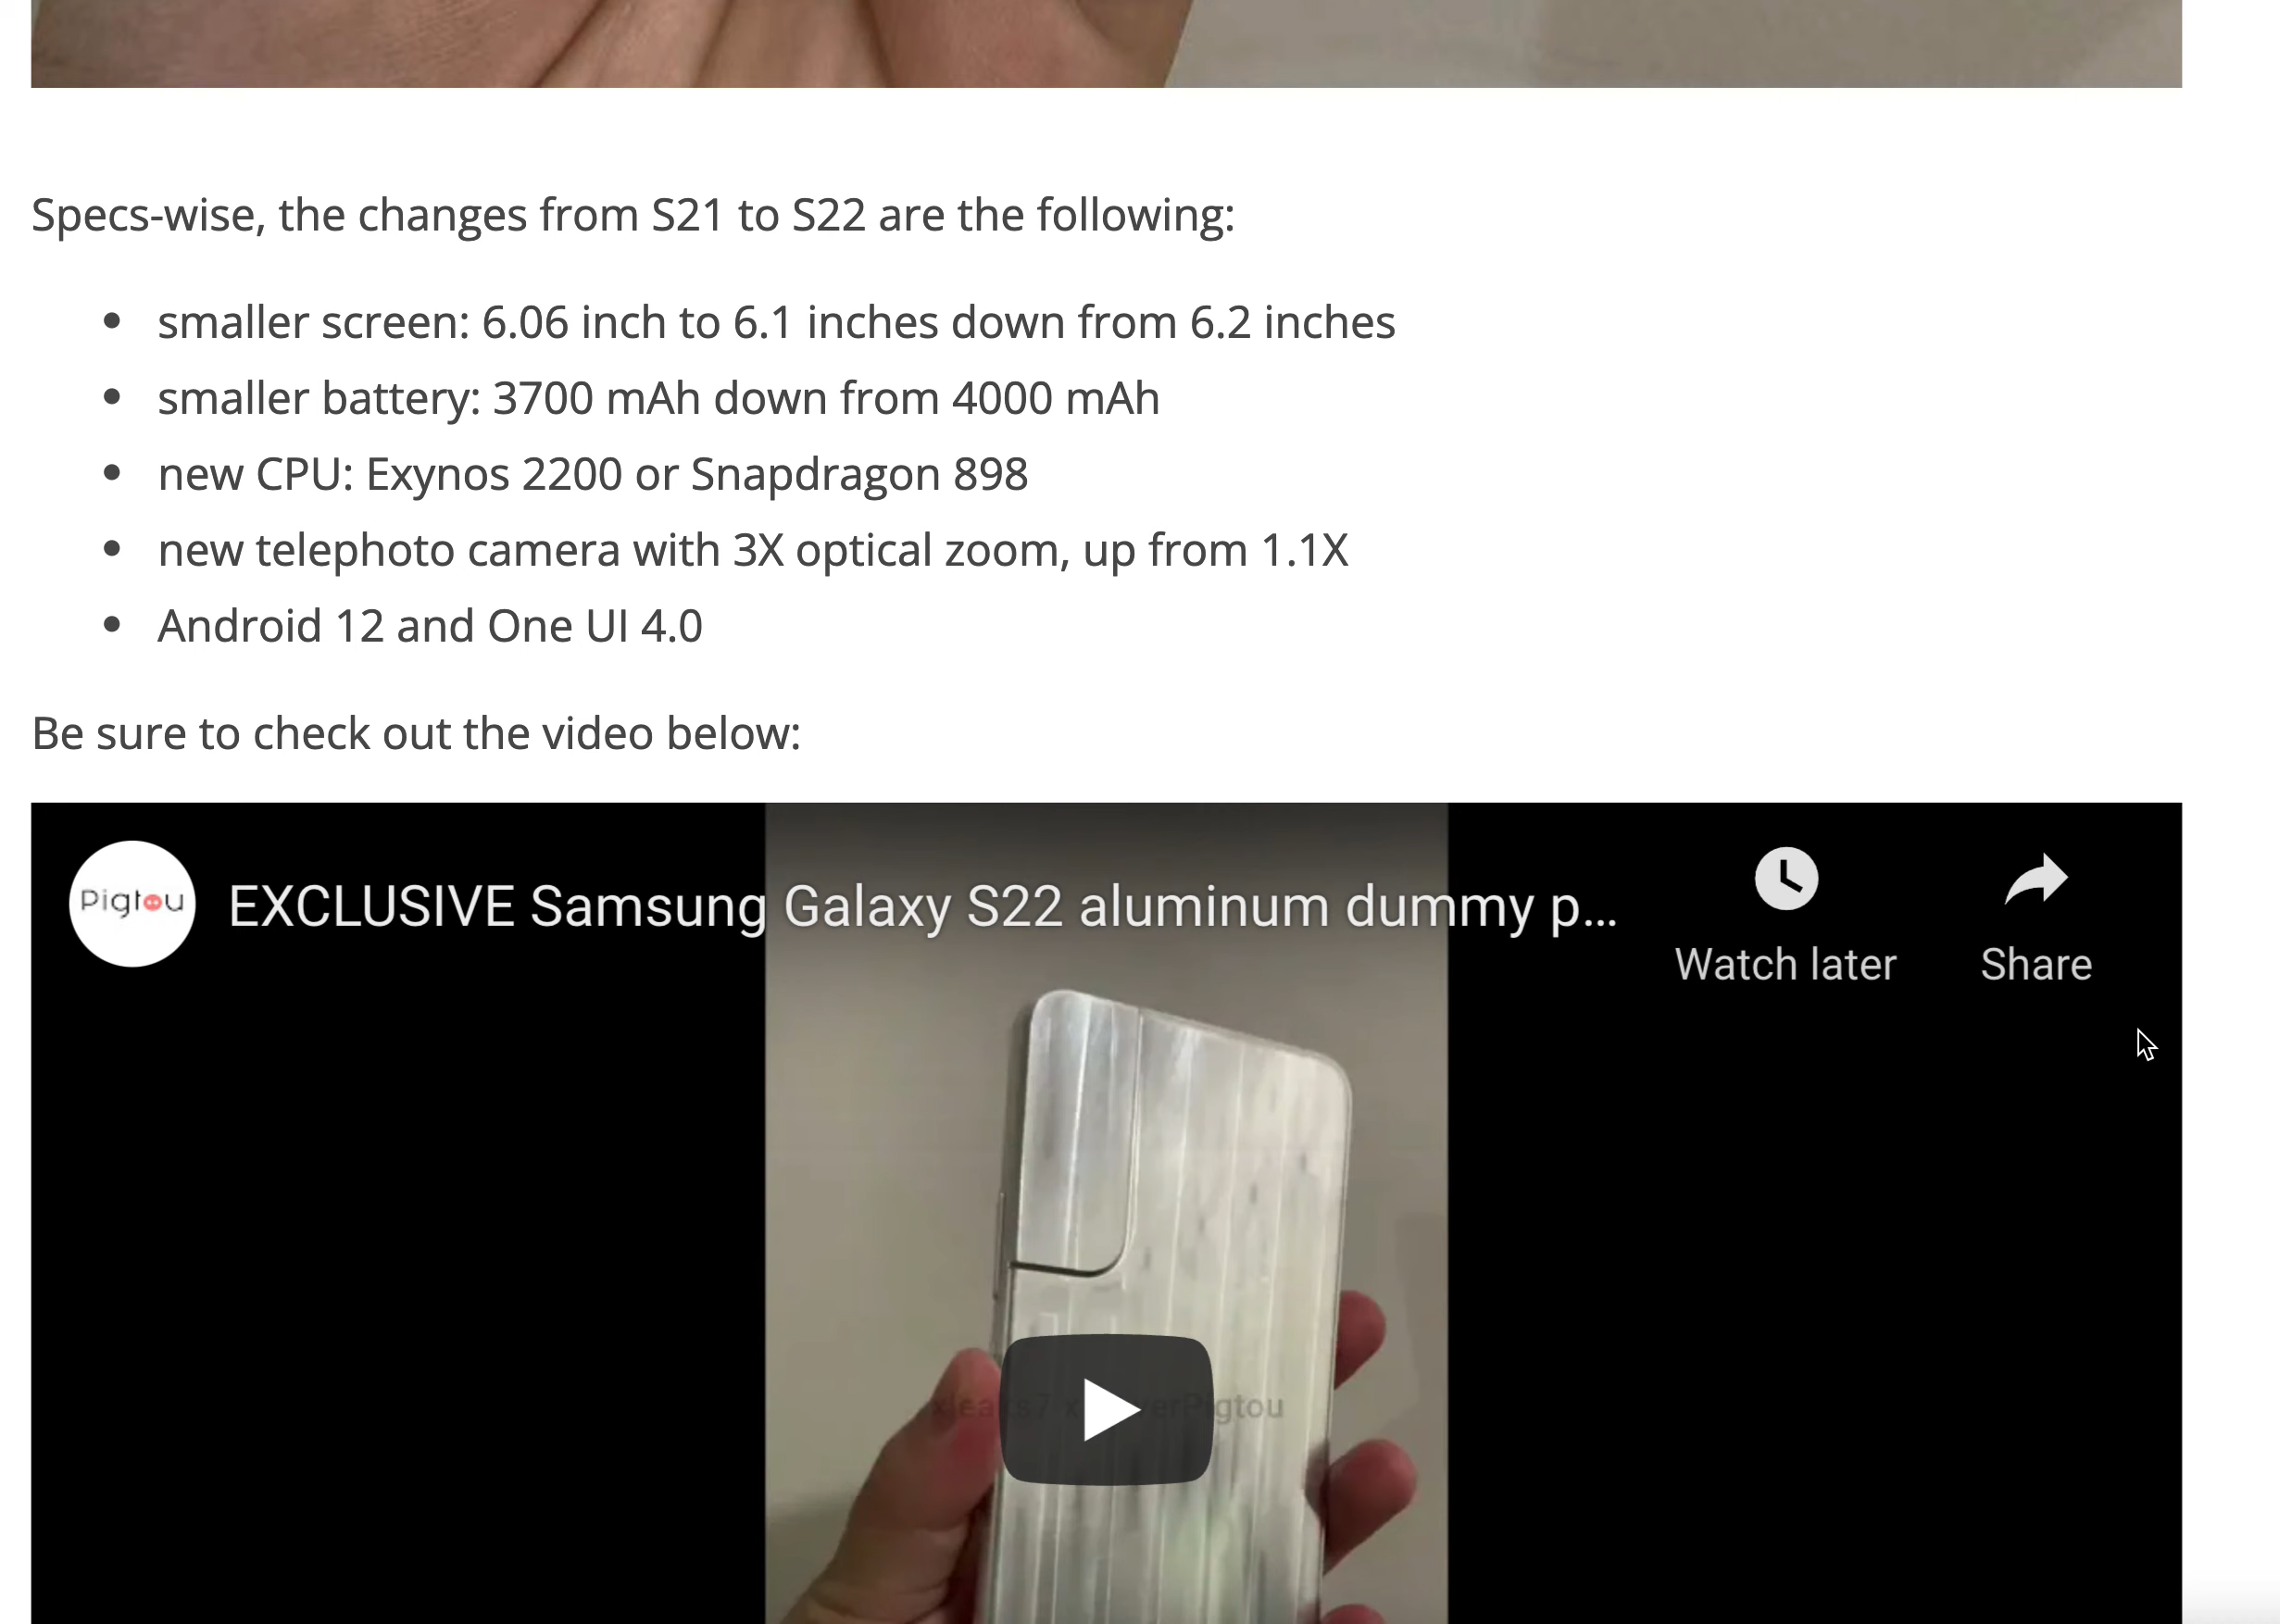 Specs-wise, the changes from S21 to S22 are the following:
• smaller screen: 6.06 inch to 6.1 inches down from 6.2 inches
• smaller battery: 3700 mAh down from 4000 mAh
• new CPU: Exynos 2200 or Snapdragon 898
• new telephoto camera with 3X optical zoom, up from 1.1X
• Android 12 and One UI 4.0
Be sure to check out the video below:
Pigtou
EXCLUSIVE Samsung Galaxy S22 aluminum dummy p...
Watch later
Share